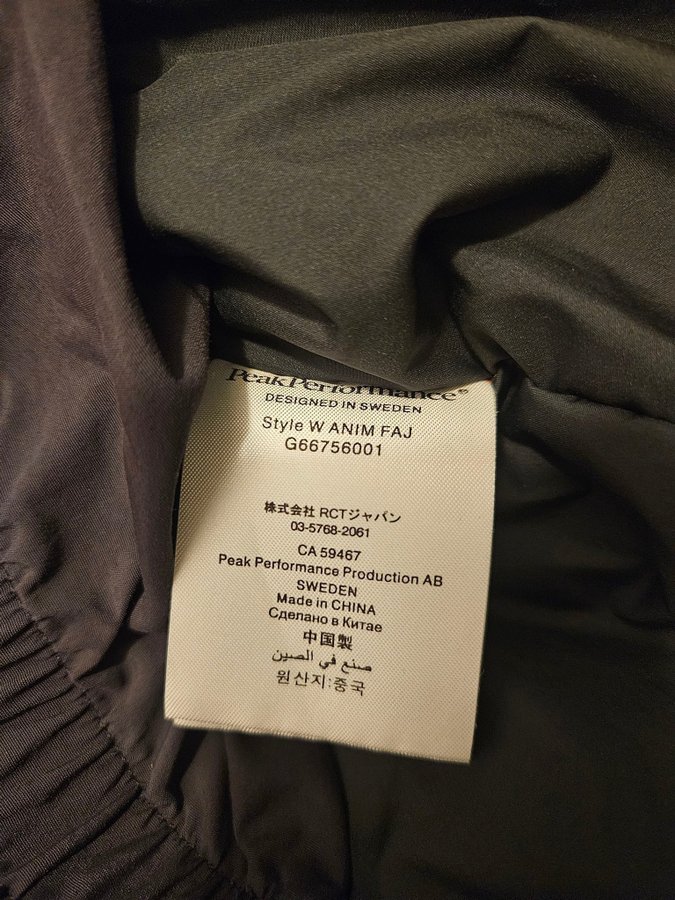 PeakPerformance®
DESIGNED IN SWEDEN
Style W ANIM FAJ
G66756001
株式会社 RCTジャパン
03-5768-2061
CA 59467
Peak Performance Production AB
SWEDEN
Made in CHINA
Сделано в Китае
中国製
صنع في الصين
원산지:중국